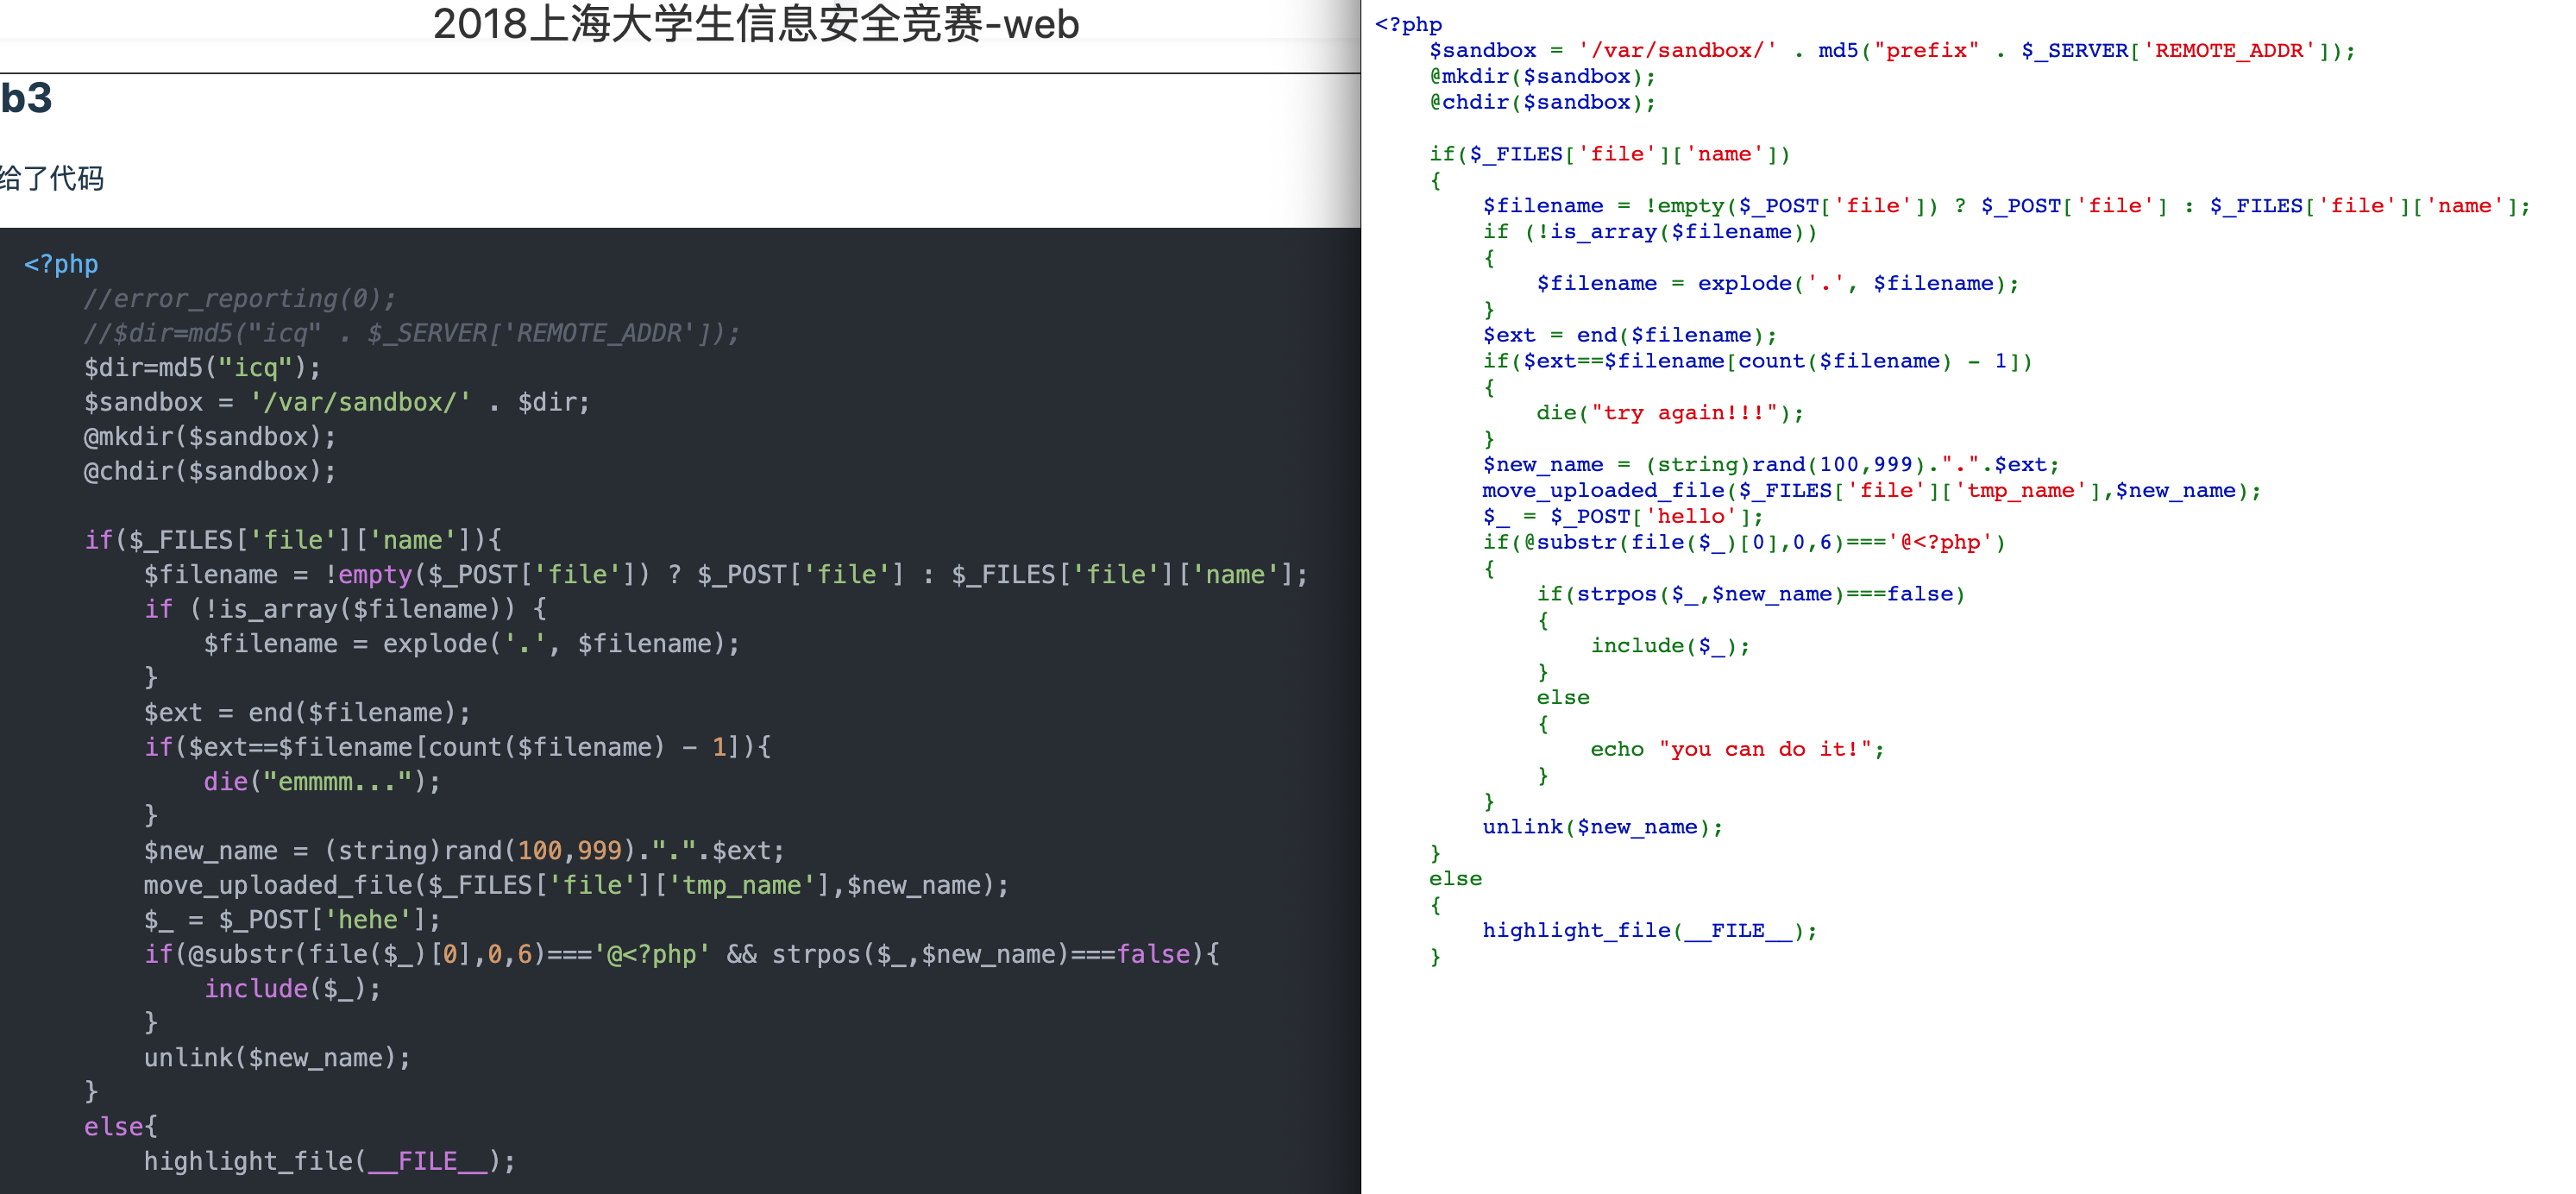 2018上海大学生信息安全竞赛-web
b3
给了代码
<?php
    //error_reporting(0);
    //$dir=md5("icq" . $_SERVER['REMOTE_ADDR']);
    $dir=md5("icq");
    $sandbox = '/var/sandbox/' . $dir;
    @mkdir($sandbox);
    @chdir($sandbox);

    if($_FILES['file']['name']){
        $filename = !empty($_POST['file']) ? $_POST['file'] : $_FILES['file']['name'];
        if (!is_array($filename)) {
            $filename = explode('.', $filename);
        }
        $ext = end($filename);
        if($ext==$filename[count($filename) - 1]){
            die("emmmm...");
        }
        $new_name = (string)rand(100,999).".".$ext;
        move_uploaded_file($_FILES['file']['tmp_name'],$new_name);
        $_ = $_POST['hehe'];
        if(@substr(file($_)[0],0,6)==='@<?php' && strpos($_,$new_name)===false){
            include($_);
        }
        unlink($new_name);
    }
    else{
        highlight_file(__FILE__);
<?php
    $sandbox = '/var/sandbox/' . md5("prefix" . $_SERVER['REMOTE_ADDR']);
    @mkdir($sandbox);
    @chdir($sandbox);

    if($_FILES['file']['name'])
    {
        $filename = !empty($_POST['file']) ? $_POST['file'] : $_FILES['file']['name'];
        if (!is_array($filename))
        {
            $filename = explode('.', $filename);
        }
        $ext = end($filename);
        if($ext==$filename[count($filename) - 1])
        {
            die("try again!!!");
        }
        $new_name = (string)rand(100,999).".".$ext;
        move_uploaded_file($_FILES['file']['tmp_name'],$new_name);
        $_ = $_POST['hello'];
        if(@substr(file($_)[0],0,6)==='@<?php')
        {
            if(strpos($_,$new_name)===false)
            {
                include($_);
            }
            else
            {
                echo "you can do it!";
            }
        }
        unlink($new_name);
    }
    else
    {
        highlight_file(__FILE__);
    }